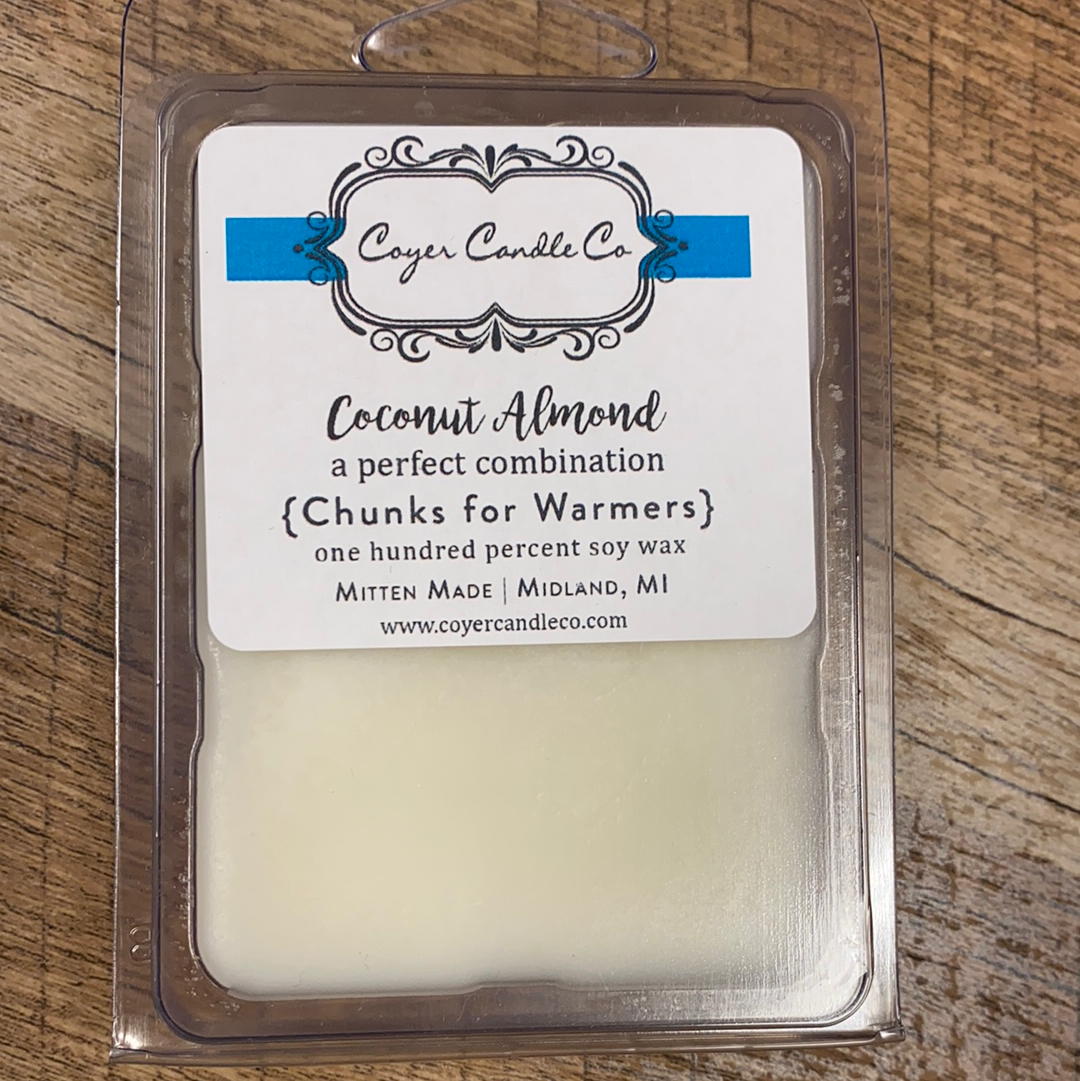 Coyer Candle Co
Coconut Almond
a perfect combination
{Chunks for Warmers}
one hundred percent soy wax
Mitten Made | Midland, MI
www.coyercandleco.com